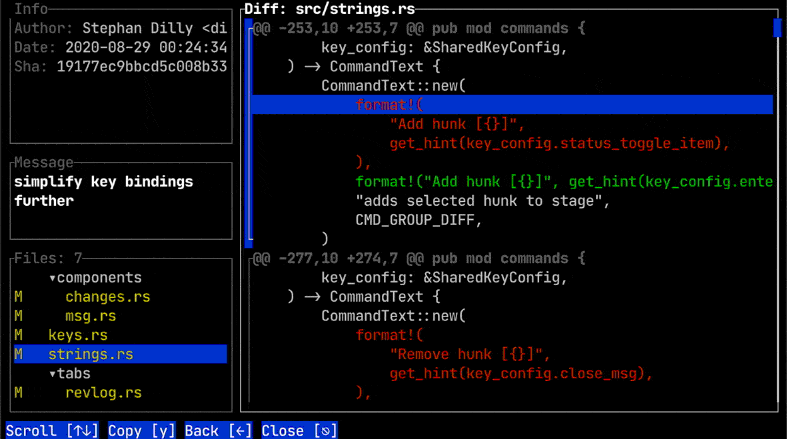 Info
Author: Stephan Dilly <di
Date: 2020-08-29 00:24:34
Sha: 19177ec9bbcd5c008b33
Message
simplify key bindings
further
Files: 7
▾components
M changes.rs
M msg.rs
M keys.rs
M strings.rs
▾tabs
M revlog.rs
Diff: src/strings.rs
@@ -253,10 +253,7 @@ pub mod commands {
key_config: &SharedKeyConfig,
) -> CommandText {
CommandText::new(
format!(
"Add hunk [{}]",
get_hint(key_config.status_toggle_item),
),
format!("Add hunk [{}]", get_hint(key_config.ente
"adds selected hunk to stage",
CMD_GROUP_DIFF,
)
@@ -277,10 +274,7 @@ pub mod commands {
key_config: &SharedKeyConfig,
) -> CommandText {
CommandText::new(
format!(
"Remove hunk [{}]",
get_hint(key_config.close_msg),
),
Scroll [↑↓] Copy [y] Back [←] Close [⎋]